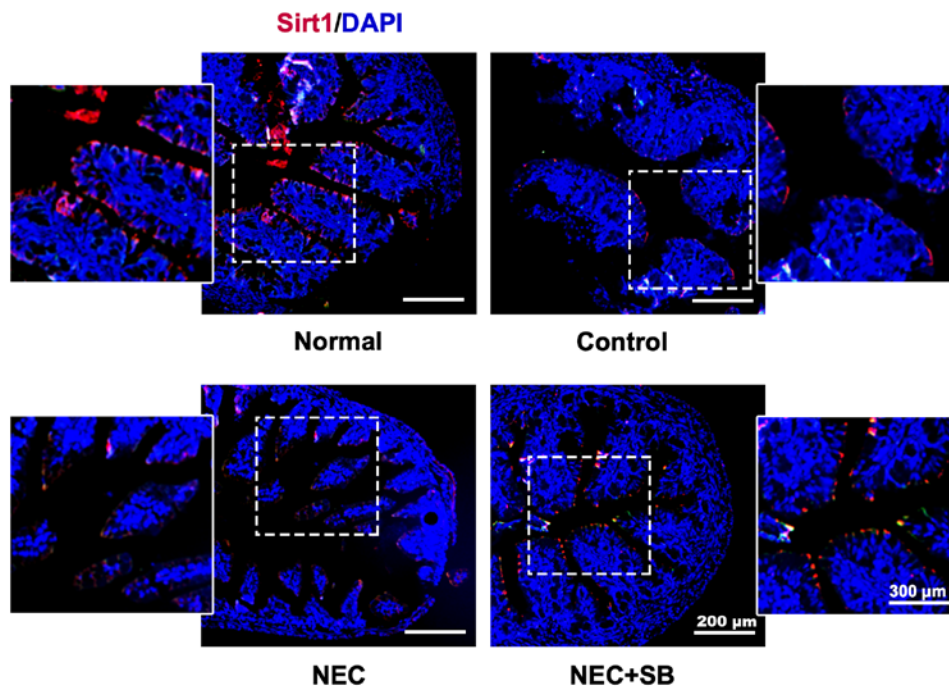 Sirt1/DAPI
Normal
Control
300 µm
200 µm
NEC
NEC+SB